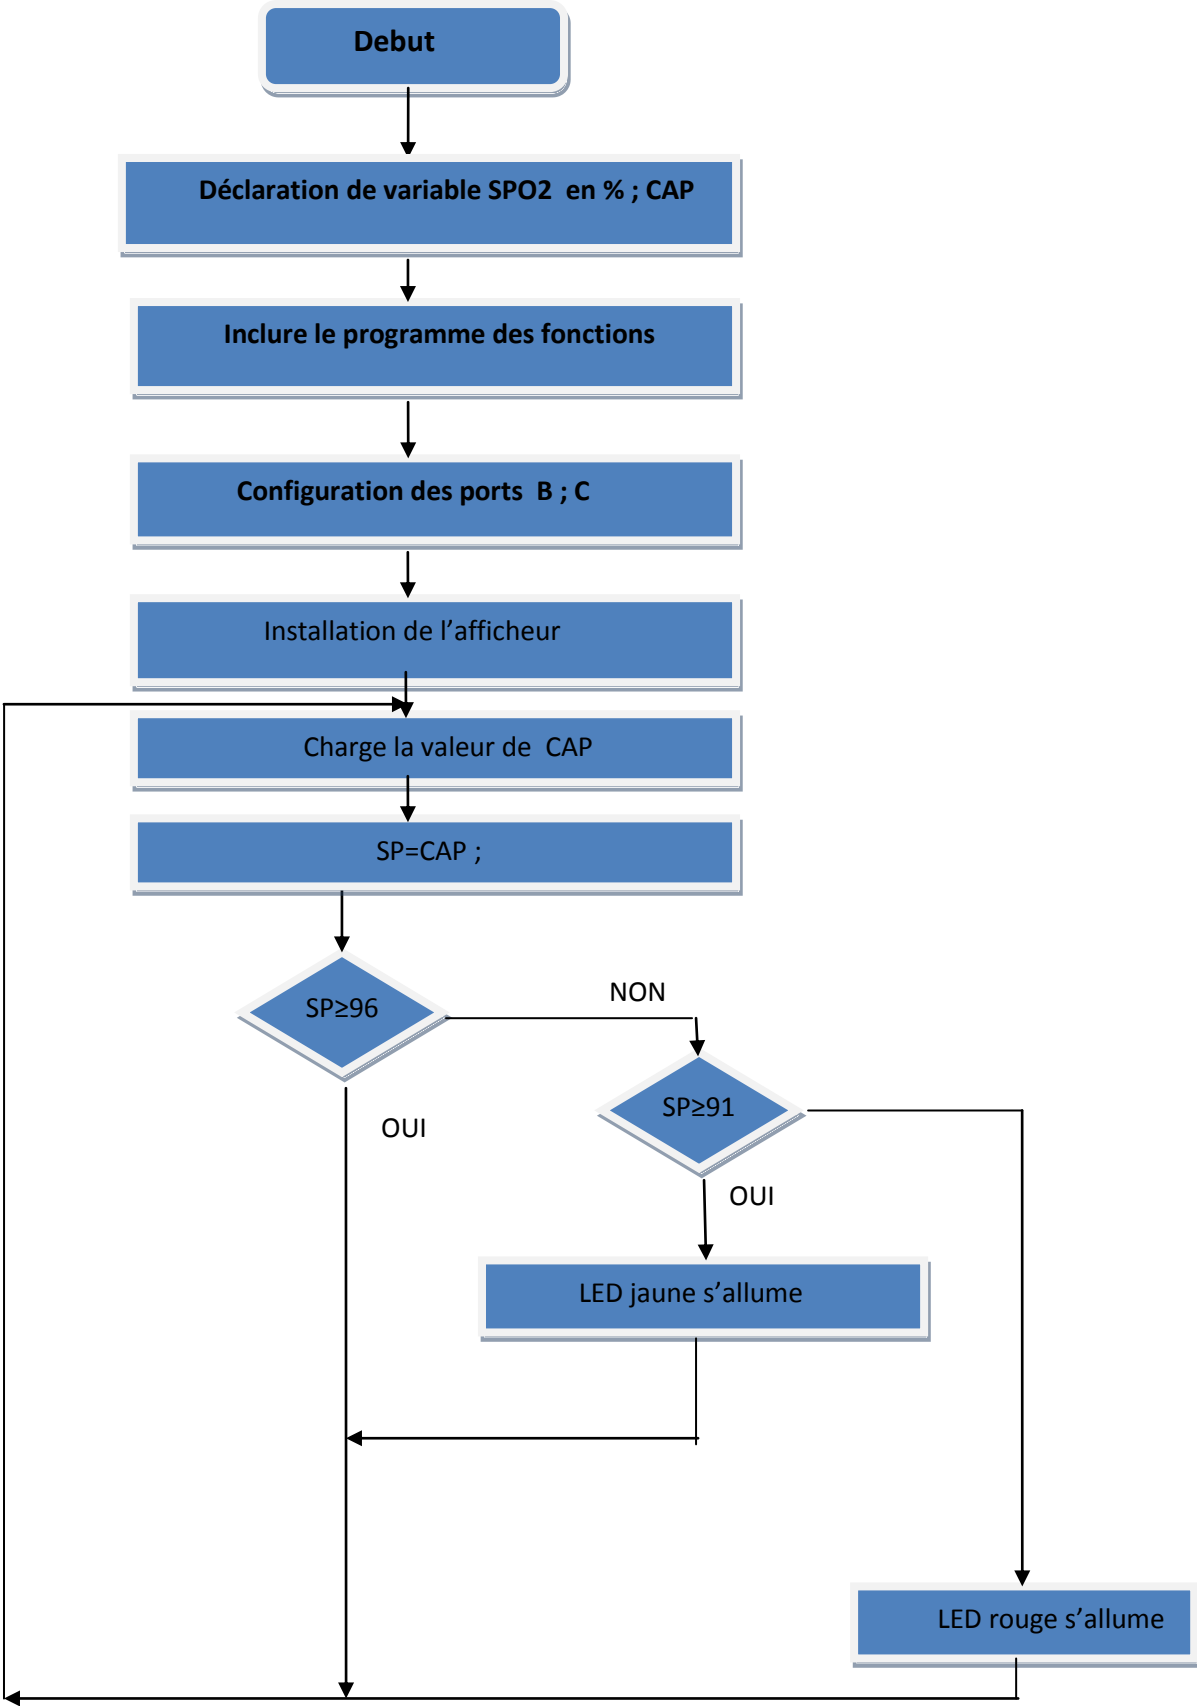 Debut
Déclaration de variable SPO2 en % ; CAP
Inclure le programme des fonctions
Configuration des ports B ; C
Installation de l’afficheur
Charge la valeur de CAP
SP=CAP ;
SP≥96
NON
SP≥91
OUI
OUI
LED jaune s’allume
LED rouge s’allume